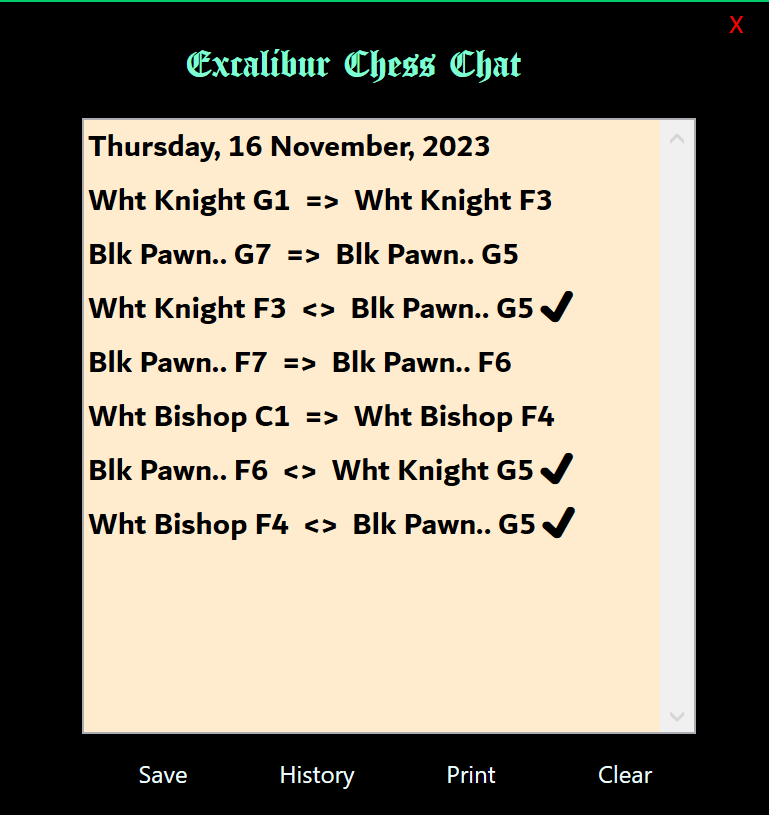 X
Excalibur Chess Chat
Thursday, 16 November, 2023
Wht Knight G1 => Wht Knight F3
Blk Pawn.. G7 => Blk Pawn.. G5
Wht Knight F3 <> Blk Pawn.. G5 ✔
Blk Pawn.. F7 => Blk Pawn.. F6
Wht Bishop C1 => Wht Bishop F4
Blk Pawn.. F6 <> Wht Knight G5 ✔
Wht Bishop F4 <> Blk Pawn.. G5 ✔
Save History Print Clear